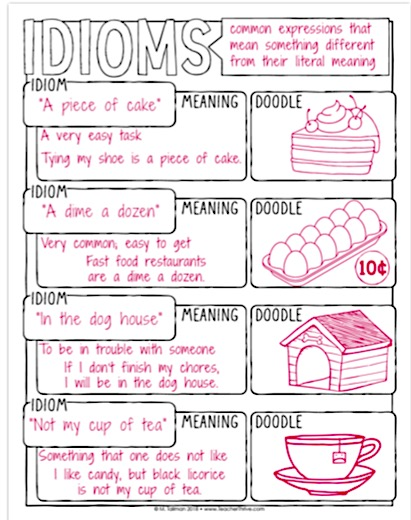 IDIOMS
common expressions that
mean something different
from their literal meaning
IDIOM
"A piece of cake"
MEANING
DOODLE
A very easy task
Tying my shoe is a piece of cake.
IDIOM
"A dime a dozen"
MEANING
DOODLE
Very common, easy to get
Fast food restaurants
are a dime a dozen.
10¢
IDIOM
"In the dog house"
MEANING
DOODLE
To be in trouble with someone
If I don't finish my chores,
I will be in the dog house.
IDIOM
"Not my cup of tea"
MEANING
DOODLE
Something that one does not like
I like candy, but black licorice
is not my cup of tea.
© M. Tallman 2018 • www.TeacherThrive.com